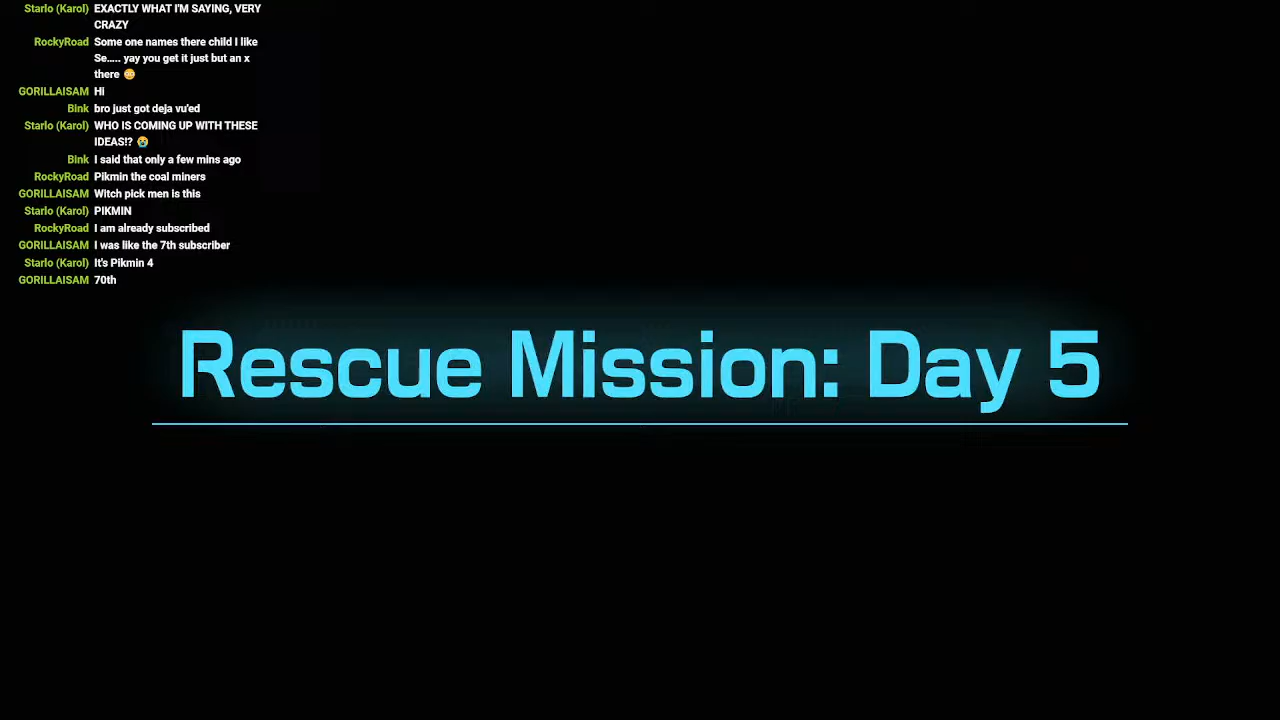 Starlo (Karol) EXACTLY WHAT I'M SAYING, VERY
CRAZY
RockyRoad Some one names there child I like
Se..... yay you get it just but an x
there 😳
GORILLAISAM Hi
Bink bro just got deja vu'ed
Starlo (Karol) WHO IS COMING UP WITH THESE
IDEAS!? 😭
Bink I said that only a few mins ago
RockyRoad Pikmin the coal miners
GORILLAISAM Witch pick men is this
Starlo (Karol) PIKMIN
RockyRoad I am already subscribed
GORILLAISAM I was like the 7th subscriber
Starlo (Karol) It's Pikmin 4
GORILLAISAM 70th
Rescue Mission: Day 5